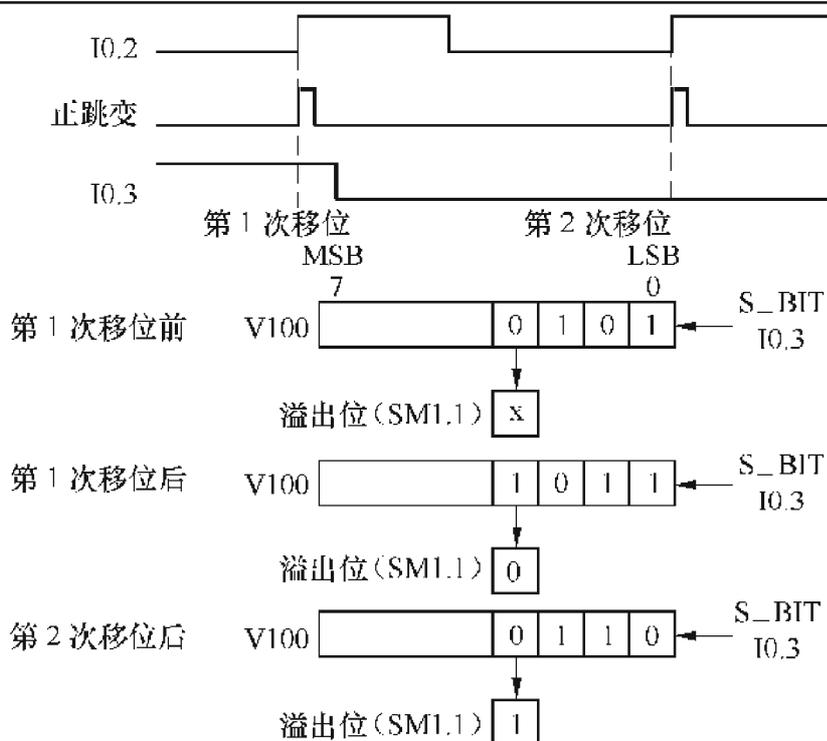 I0.2
正跳变
I0.3
第1次移位 第2次移位
MSB LSB
7 0
第1次移位前 V100 0 1 0 1 S_BIT I0.3
溢出位(SM1.1) x
第1次移位后 V100 1 0 1 1 S_BIT I0.3
溢出位(SM1.1) 0
第2次移位后 V100 0 1 1 0 S_BIT I0.3
溢出位(SM1.1) 1